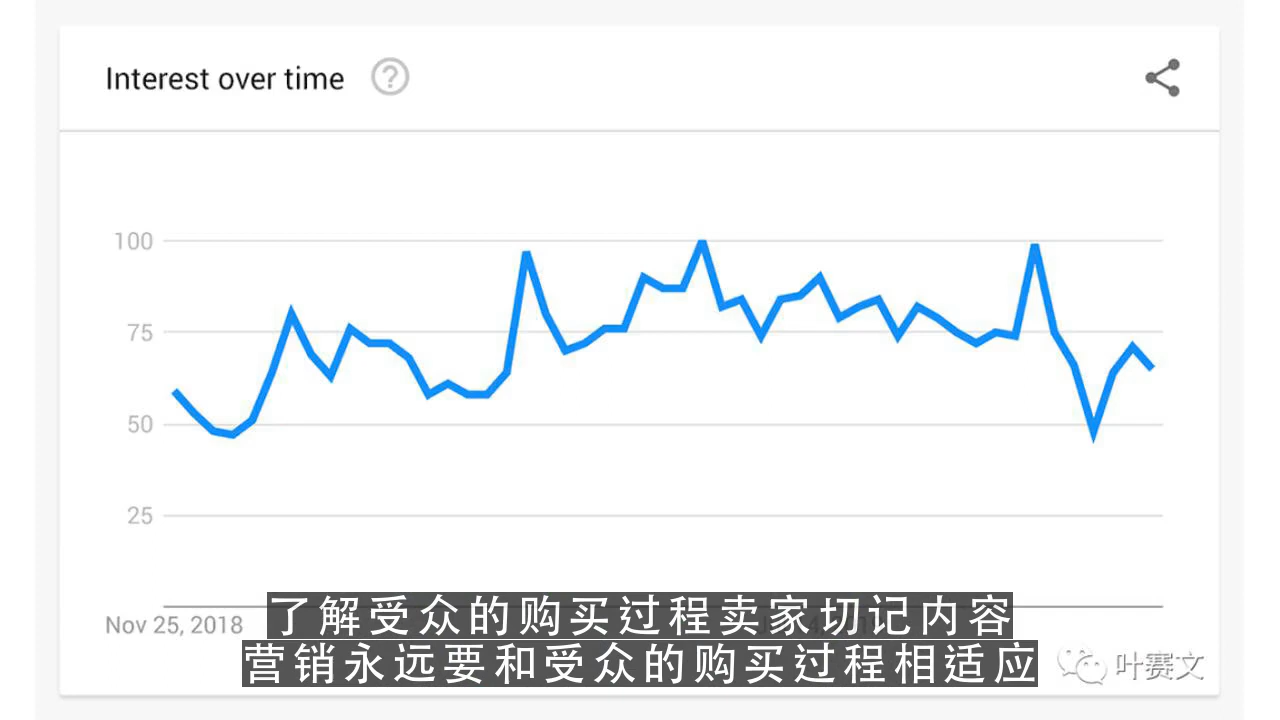 Interest over time
100
75
50
25
Nov 25, 2018
了解受众的购买过程卖家切记内容
营销永远要和受众的购买过程相适应
叶赛文